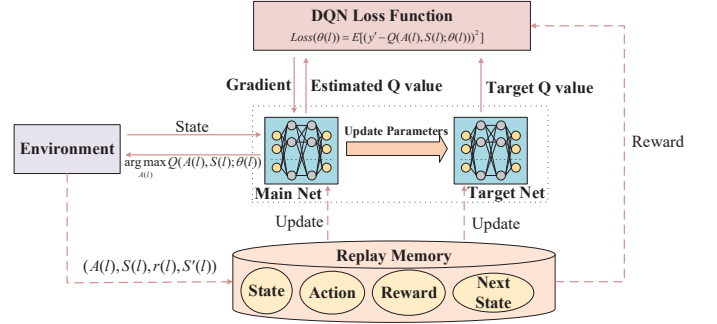 DQN Loss Function
Loss(θ(l)) = E[(y′ − Q(A(l), S(l); θ(l)))²]
Gradient
Estimated Q value
Target Q value
State
Update Parameters
Environment
Reward
arg max Q(A(l), S(l); θ(l))
A(l)
Main Net
Target Net
Update
Update
(A(l), S(l), r(l), S′(l))
Replay Memory
State
Action
Reward
Next
State